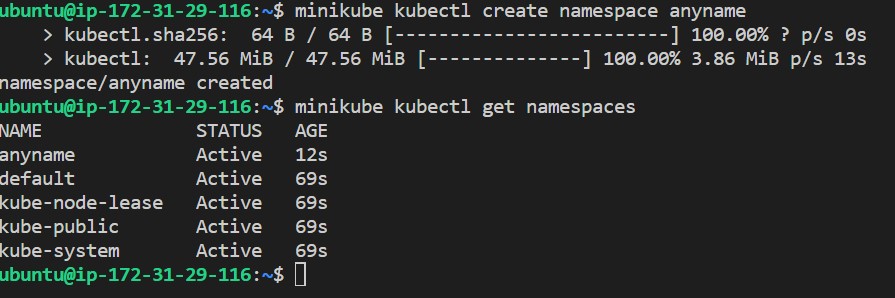 ubuntu@ip-172-31-29-116:~$ minikube kubectl create namespace anyname
> kubectl.sha256: 64 B / 64 B [-------------------------] 100.00% ? p/s 0s
> kubectl: 47.56 MiB / 47.56 MiB [--------------] 100.00% 3.86 MiB p/s 13s
namespace/anyname created
ubuntu@ip-172-31-29-116:~$ minikube kubectl get namespaces
NAME STATUS AGE
anyname Active 12s
default Active 69s
kube-node-lease Active 69s
kube-public Active 69s
kube-system Active 69s
ubuntu@ip-172-31-29-116:~$